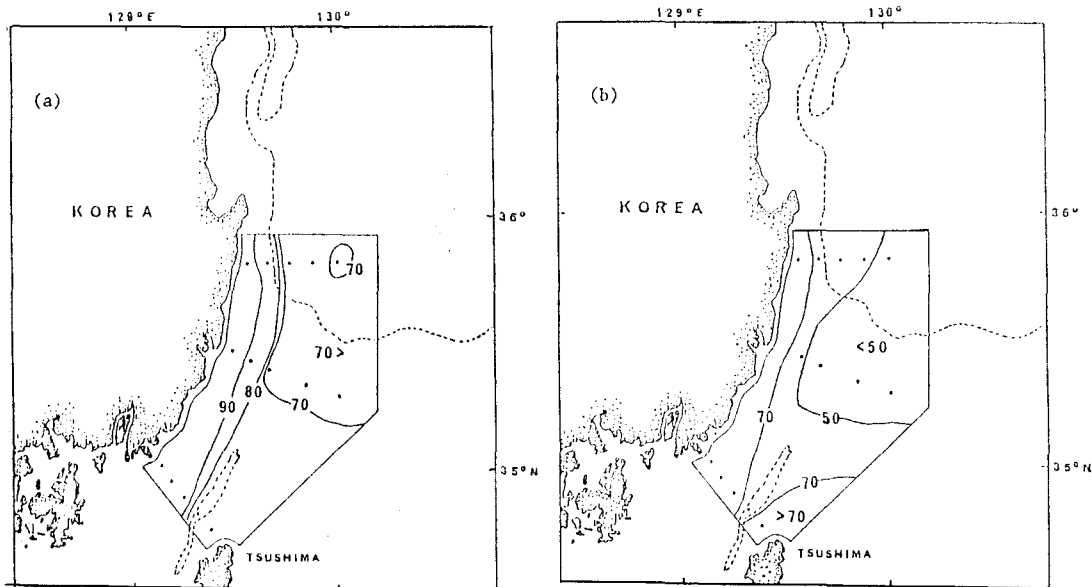 129°E
130°
(a)
KOREA
36°
70
70>
80
90
70
35°N
TSUSHIMA
129°E
130°
(b)
KOREA
36°
<50
70
50
70
>70
35°N
TSUSHIMA